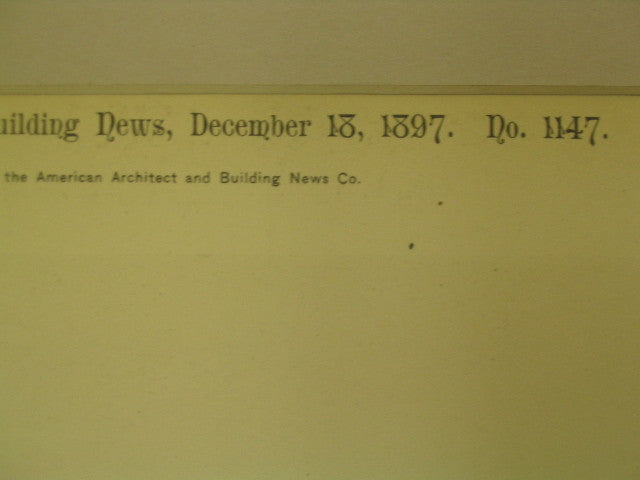 uilding News, December 18, 1897. No. 1147.
the American Architect and Building News Co.